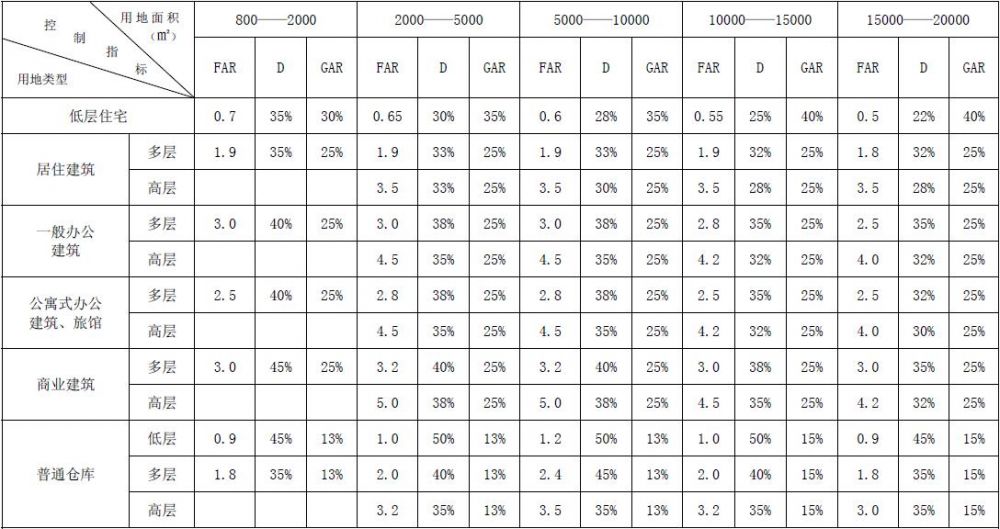 用地面积 800——2000 2000——5000 5000——10000 10000——15000 15000——20000
（㎡）
控制指标
用地类型
FAR D GAR FAR D GAR FAR D GAR FAR D GAR FAR D GAR
低层住宅 0.7 35% 30% 0.65 30% 35% 0.6 28% 35% 0.55 25% 40% 0.5 22% 40%
居住建筑 多层 1.9 35% 25% 1.9 33% 25% 1.9 33% 25% 1.9 32% 25% 1.8 32% 25%
高层 3.5 33% 25% 3.5 30% 25% 3.5 28% 25% 3.5 28% 25%
一般办公
建筑 多层 3.0 40% 25% 3.0 38% 25% 3.0 38% 25% 2.8 35% 25% 2.5 35% 25%
高层 4.5 35% 25% 4.5 35% 25% 4.2 32% 25% 4.0 32% 25%
公寓式办公
建筑、旅馆 多层 2.5 40% 25% 2.8 38% 25% 2.8 38% 25% 2.5 35% 25% 2.5 32% 25%
高层 4.5 35% 25% 4.5 35% 25% 4.2 32% 25% 4.0 30% 25%
商业建筑 多层 3.0 45% 25% 3.2 40% 25% 3.2 40% 25% 3.0 38% 25% 3.0 35% 25%
高层 5.0 38% 25% 5.0 38% 25% 4.5 35% 25% 4.2 32% 25%
普通仓库 低层 0.9 45% 13% 1.0 50% 13% 1.2 50% 13% 1.0 50% 15% 0.9 45% 15%
多层 1.8 35% 13% 2.0 40% 13% 2.4 45% 13% 2.0 40% 15% 1.8 35% 15%
高层 3.2 35% 13% 3.5 35% 13% 3.2 35% 15% 3.0 35% 15%